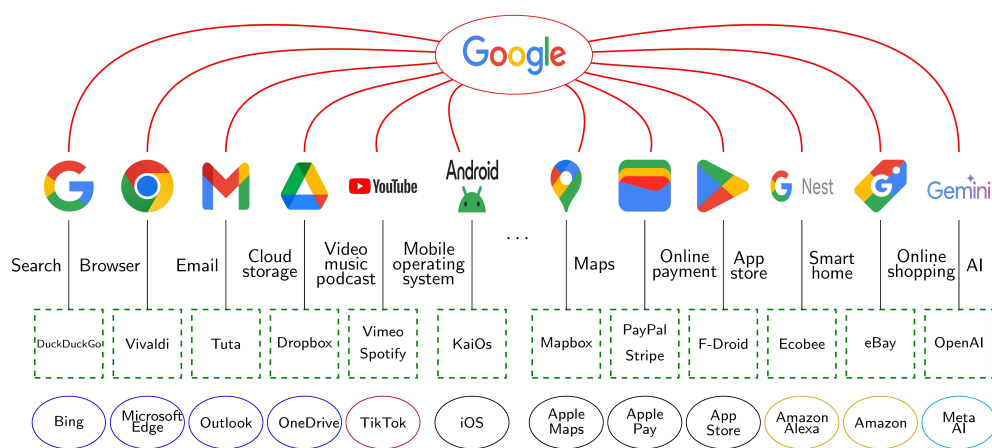 Google
Android
YouTube
Nest
Gemini
...
Search
Browser
Email
Cloud
storage
Video
music
podcast
Mobile
operating
system
Maps
Online
payment
App
store
Smart
home
Online
shopping
AI
DuckDuckGo
Vivaldi
Tuta
Dropbox
Vimeo
Spotify
KaiOs
Mapbox
PayPal
Stripe
F-Droid
Ecobee
eBay
OpenAI
Bing
Microsoft
Edge
Outlook
OneDrive
TikTok
iOS
Apple
Maps
Apple
Pay
App
Store
Amazon
Alexa
Amazon
Meta
AI